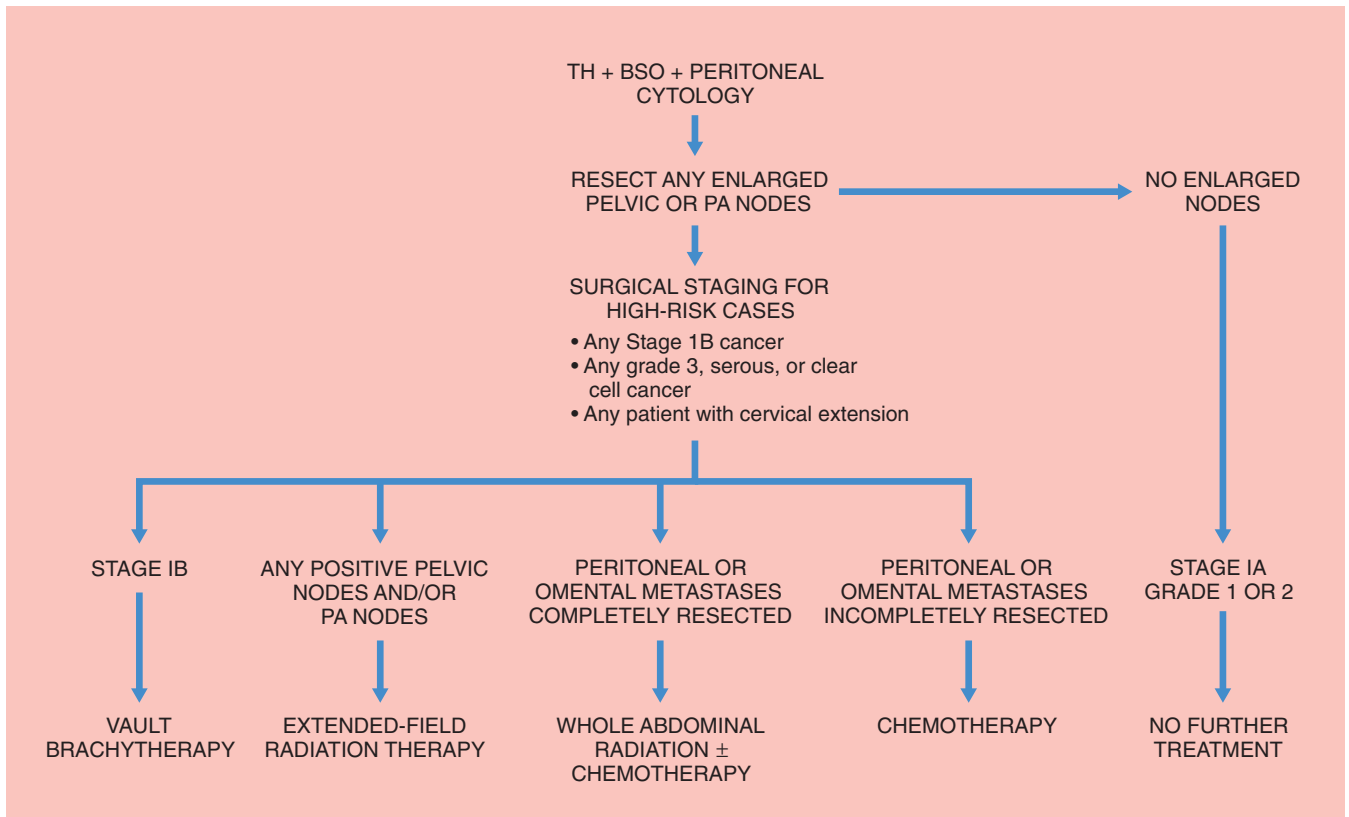 TH + BSO + PERITONEAL
CYTOLOGY
RESECT ANY ENLARGED
PELVIC OR PA NODES
NO ENLARGED
NODES
SURGICAL STAGING FOR
HIGH-RISK CASES
• Any Stage 1B cancer
• Any grade 3, serous, or clear
cell cancer
• Any patient with cervical extension
STAGE IB
ANY POSITIVE PELVIC
NODES AND/OR
PA NODES
PERITONEAL OR
OMENTAL METASTASES
COMPLETELY RESECTED
PERITONEAL OR
OMENTAL METASTASES
INCOMPLETELY RESECTED
STAGE IA
GRADE 1 OR 2
VAULT
BRACHYTHERAPY
EXTENDED-FIELD
RADIATION THERAPY
WHOLE ABDOMINAL
RADIATION ±
CHEMOTHERAPY
CHEMOTHERAPY
NO FURTHER
TREATMENT